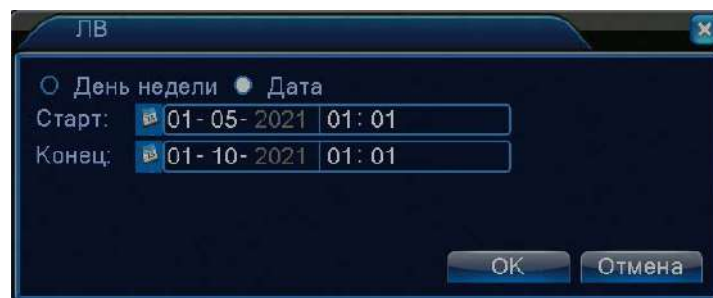 ЛВ
День недели Дата
Старт: 01-05-2021 01:01
Конец: 01-10-2021 01:01
OK Отмена